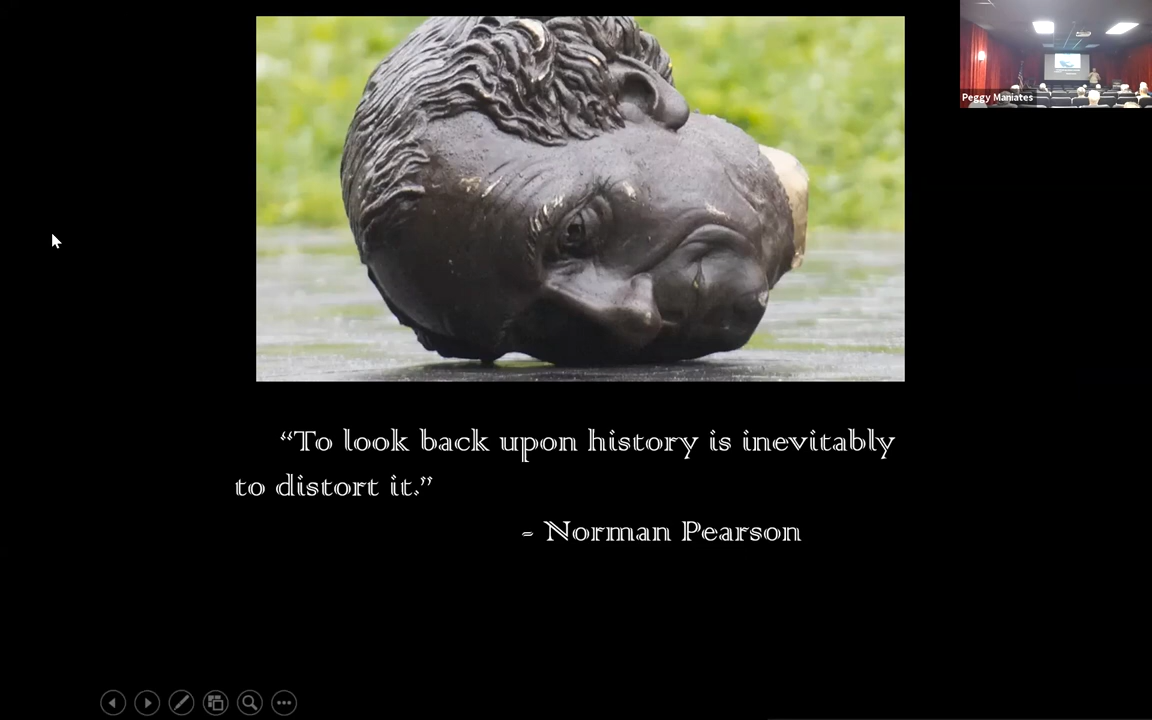 Peggy Maniates
“To look back upon history is inevitably
to distort it.”
- Norman Pearson